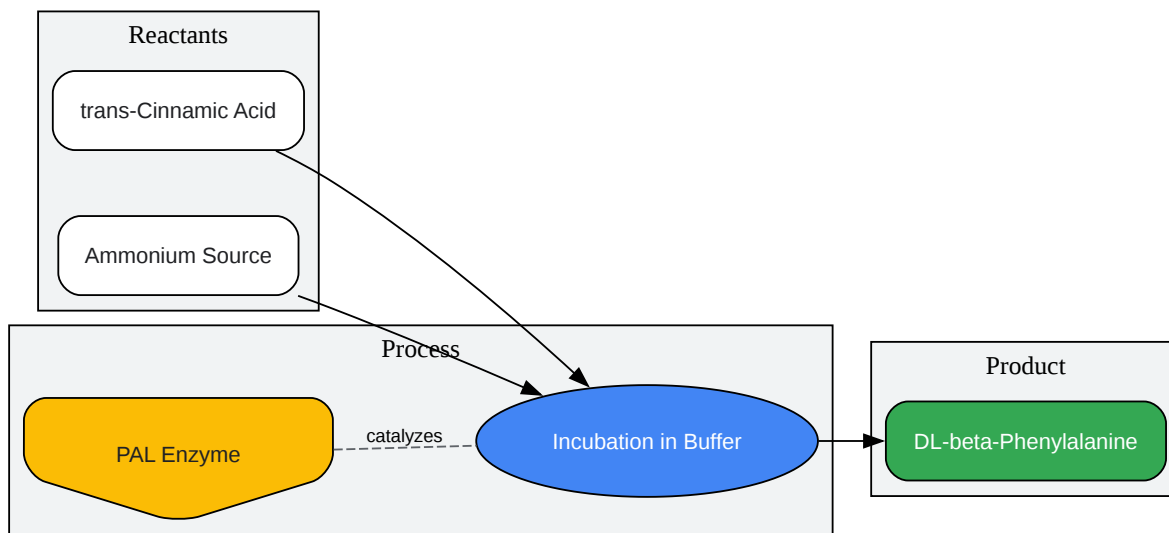 Reactants
trans-Cinnamic Acid
Ammonium Source
Process
PAL Enzyme
catalyzes
Incubation in Buffer
Product
DL-beta-Phenylalanine